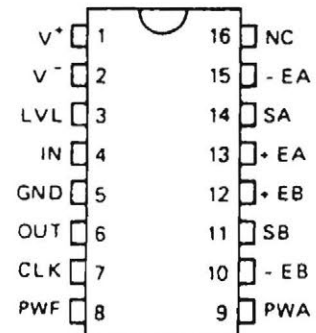 V+ 1 16 NC
V- 2 15 - EA
LVL 3 14 SA
IN 4 13 + EA
GND 5 12 + EB
OUT 6 11 SB
CLK 7 10 - EB
PWF 8 9 PWA